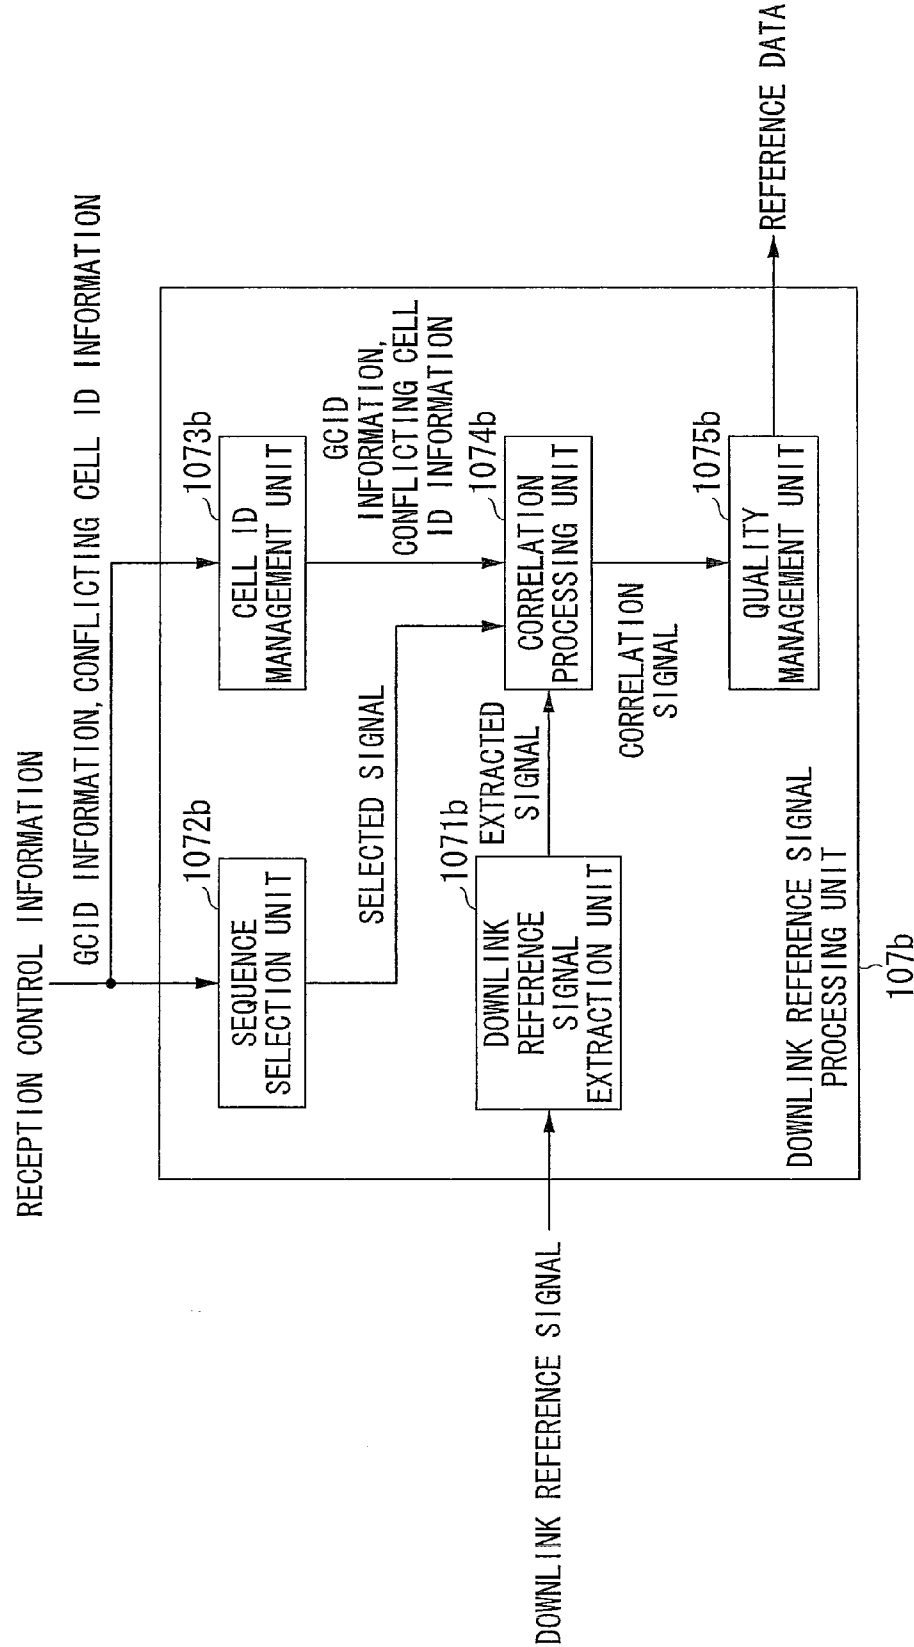 RECEPTION CONTROL INFORMATION
GCID INFORMATION, CONFLICTING CELL ID INFORMATION
1072b
SEQUENCE
SELECTION UNIT
1073b
CELL ID
MANAGEMENT UNIT
SELECTED SIGNAL
GCID
INFORMATION,
CONFLICTING CELL
ID INFORMATION
1071b
DOWNLINK
REFERENCE
SIGNAL
EXTRACTION UNIT
EXTRACTED
SIGNAL
1074b
CORRELATION
PROCESSING UNIT
DOWNLINK REFERENCE SIGNAL
CORRELATION
SIGNAL
1075b
QUALITY
MANAGEMENT UNIT
REFERENCE DATA
DOWNLINK REFERENCE SIGNAL
PROCESSING UNIT
107b